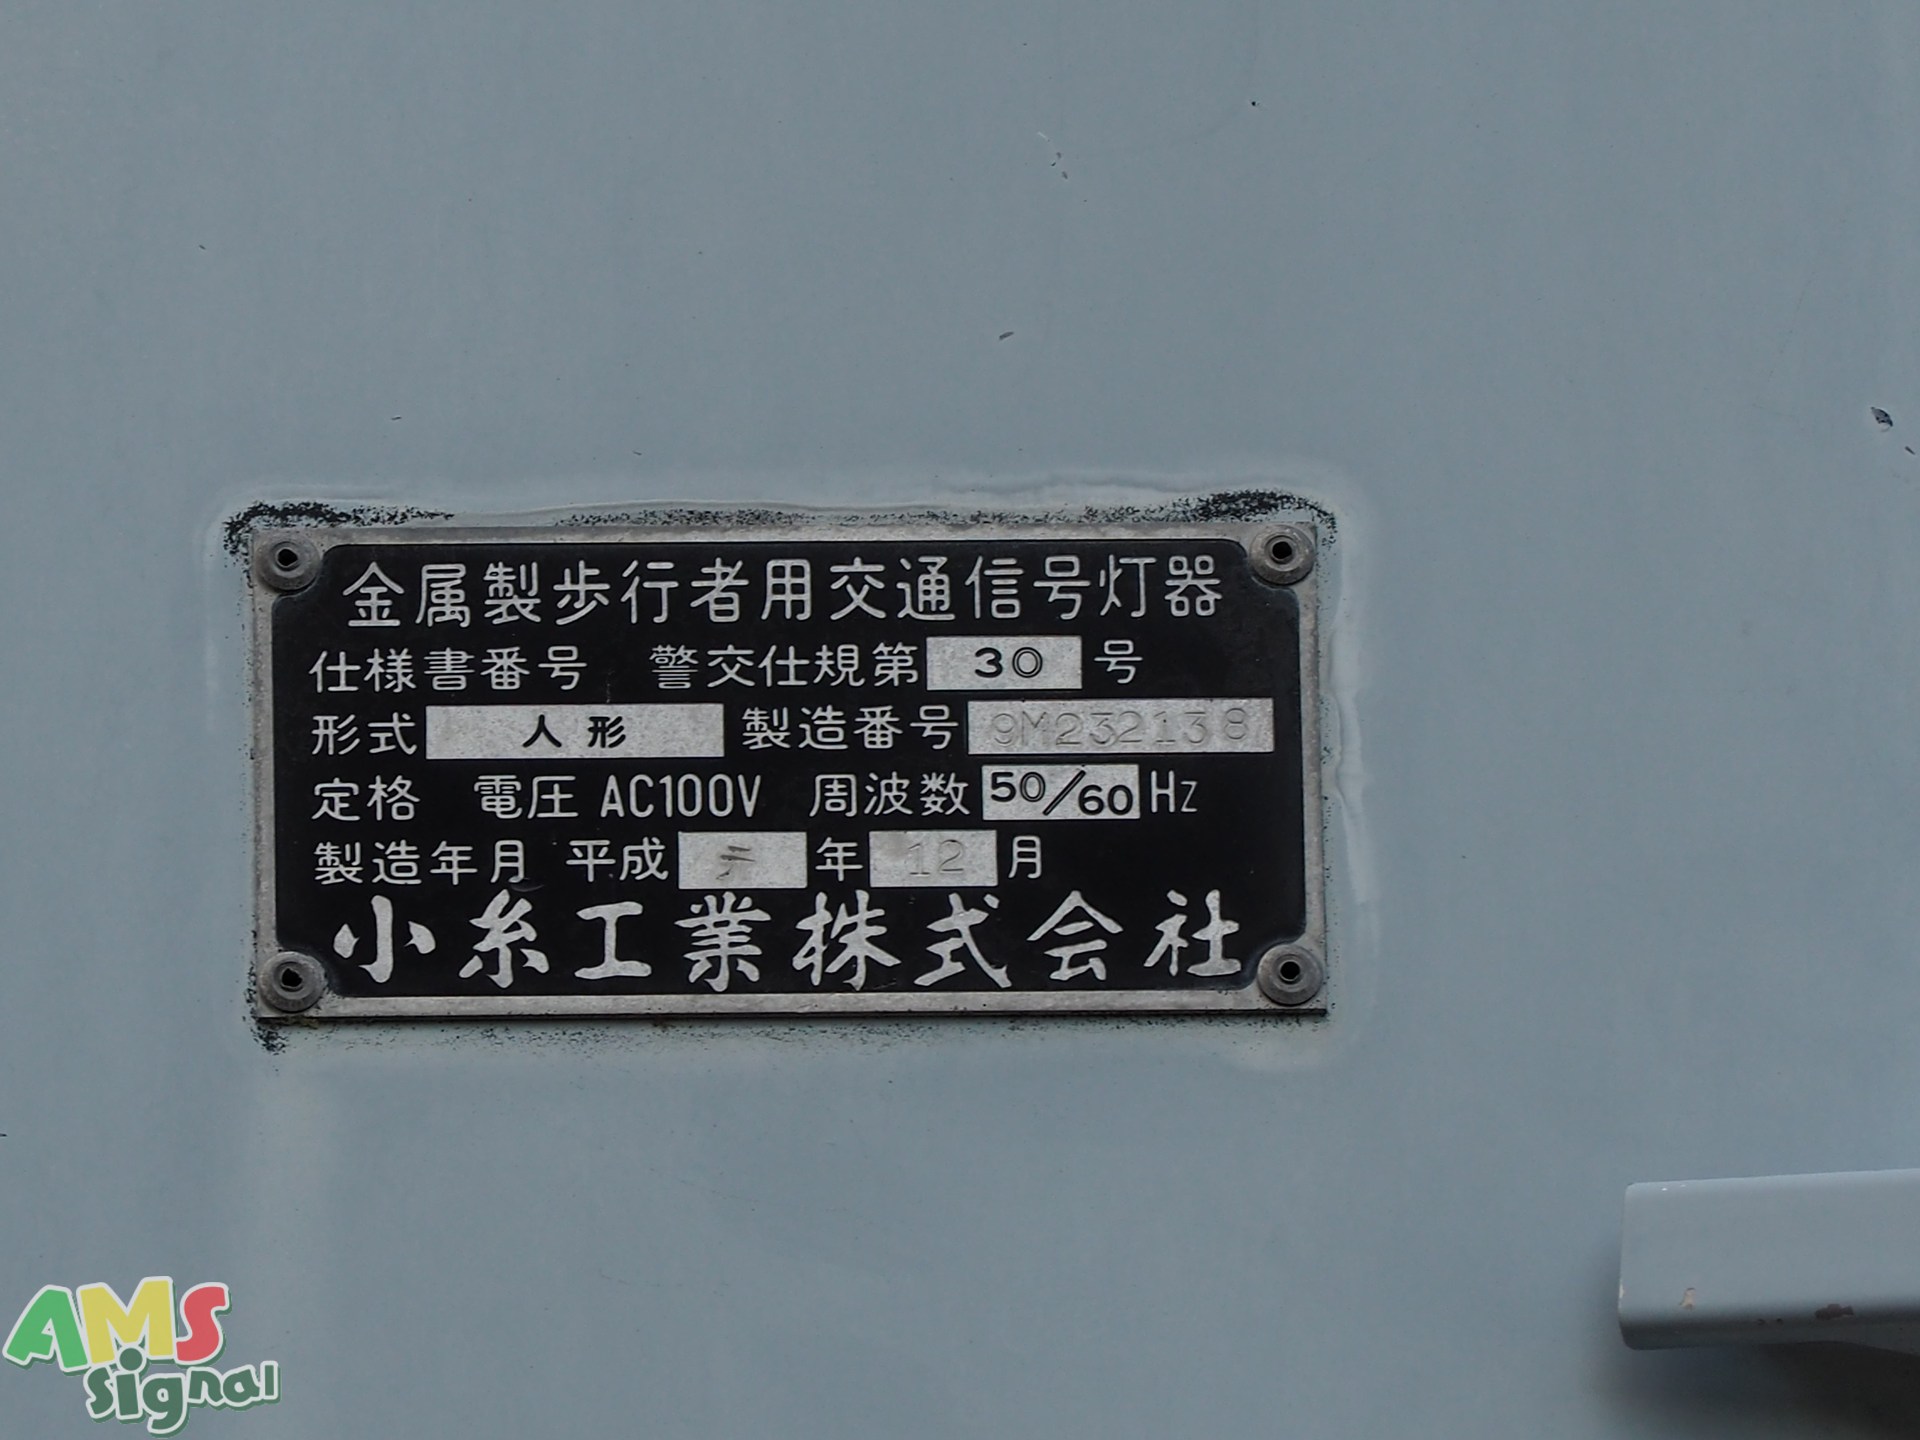 金属製歩行者用交通信号灯器
仕様書番号 警交仕規第 30 号
形式 人形 製造番号 9M232138
定格 電圧 AC100V 周波数 50/60 Hz
製造年月 平成 元 年 12 月
小糸工業株式会社
AMS
Signal